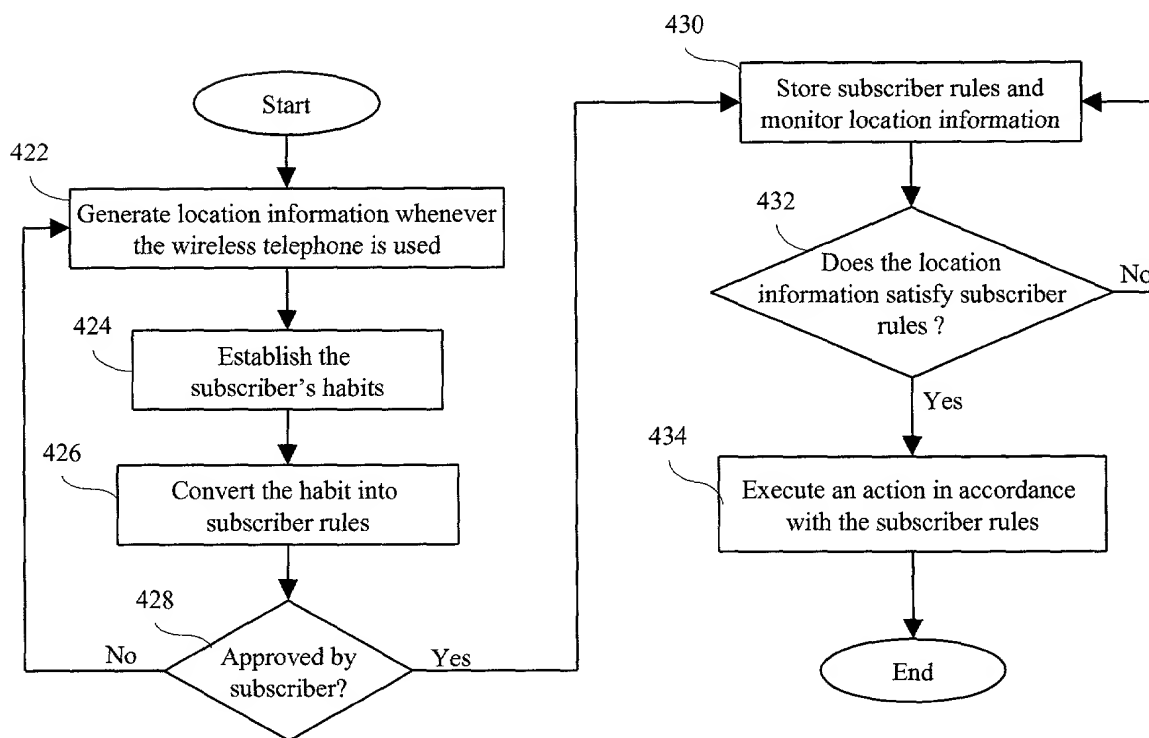 Start
422
Generate location information whenever
the wireless telephone is used
424
Establish the
subscriber's habits
426
Convert the habit into
subscriber rules
428
Approved by
subscriber?
No
Yes
430
Store subscriber rules and
monitor location information
432
Does the location
information satisfy subscriber
rules ?
No
Yes
434
Execute an action in accordance
with the subscriber rules
End